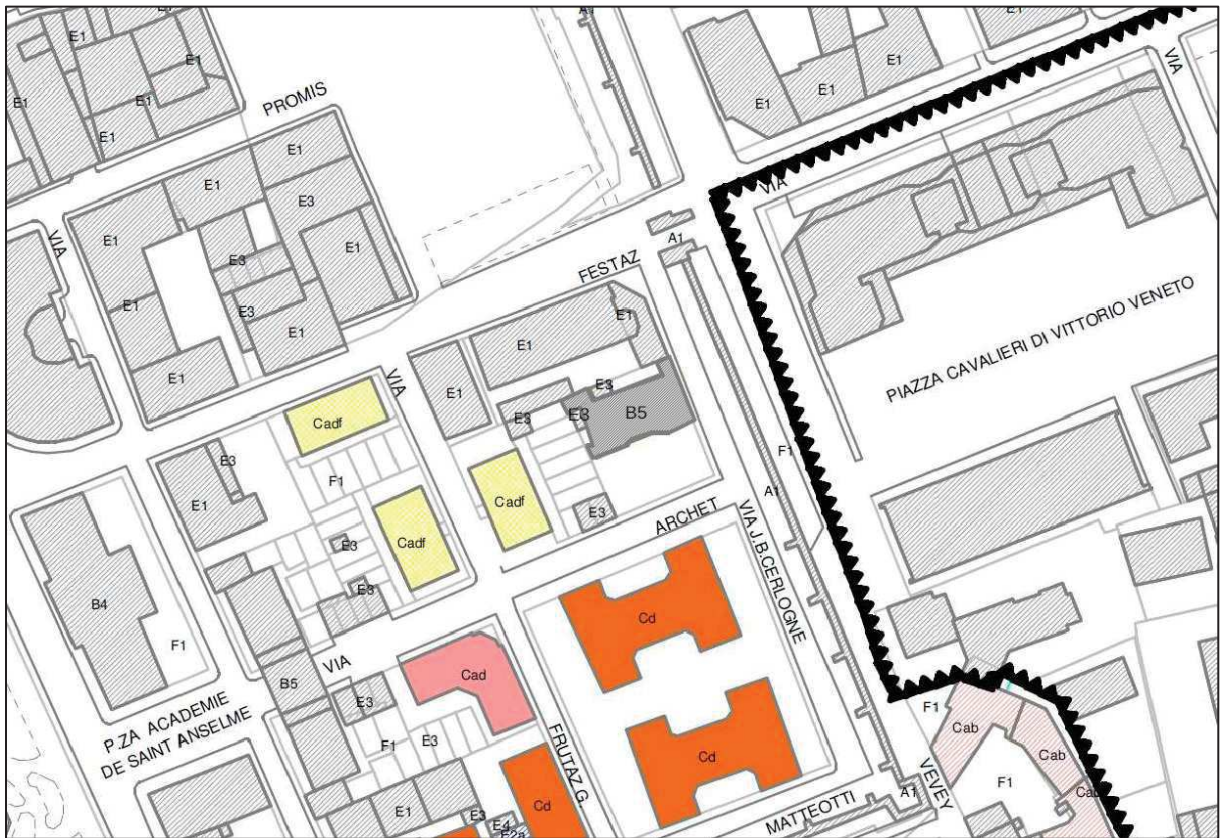 A1
E1
E1
E1
E1
E1
E1
E1
E1
E1
E1
VIA
PROMIS
E1
E1
E3
VIA
VIA
E1
E1
E3
A1
FESTAZ
E1
E3
E1
E1
E1
E1
PIAZZA CAVALIERI DI VITTORIO VENETO
E1
VIA
E1
E3
E3
E3
B5
Cadf
E3
F1
E3
F1
E1
Cadf
A1
E3
ARCHET
Cadf
E3
E3
VIA J.B.CERLOGNE
B4
F1
Cd
VIA
Cad
B5
E3
P.ZA ACADEMIE
DE SAINT ANSELME
F1
E3
FRUTAZ G.
F1
Cab
Cab
Cd
F1
VEVEY
A1
Cd
E1
E3
E4
MATTEOTTI